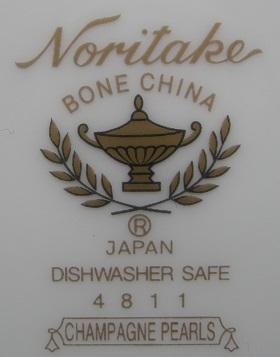 Noritake
BONE CHINA
®
JAPAN
DISHWASHER SAFE
4811
CHAMPAGNE PEARLS